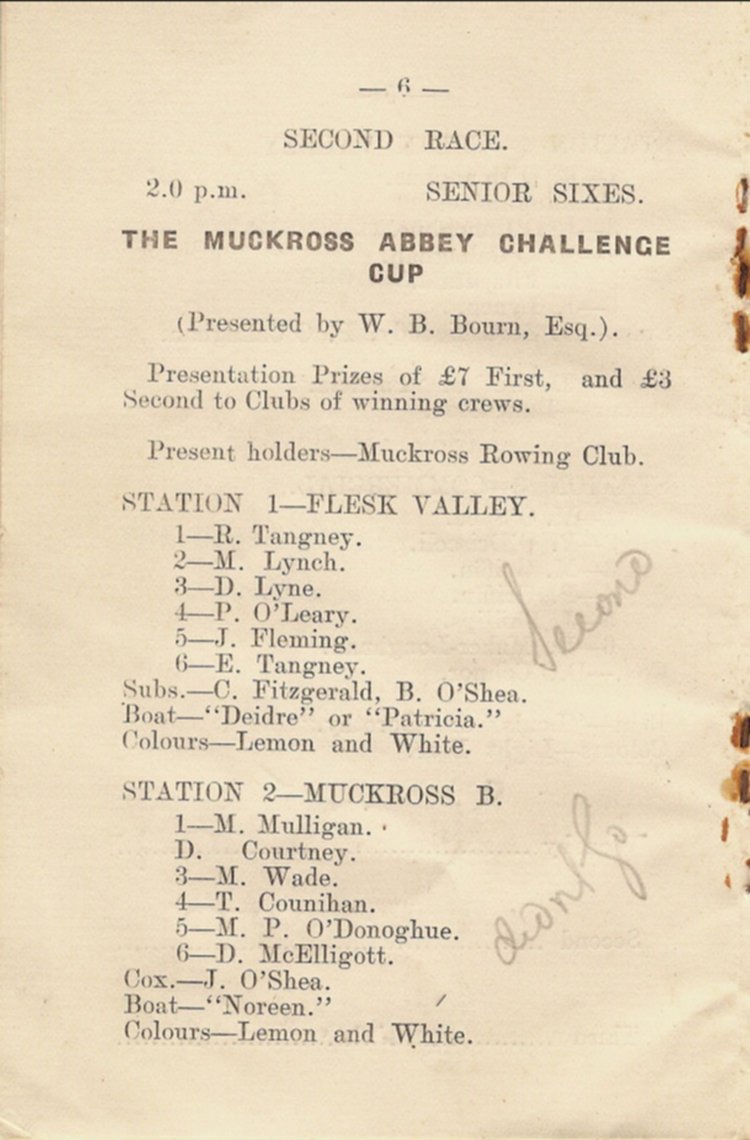 — 6 —
SECOND RACE.
2.0 p.m. SENIOR SIXES.
THE MUCKROSS ABBEY CHALLENGE
CUP
(Presented by W. B. Bourn, Esq.).
Presentation Prizes of £7 First, and £3
Second to Clubs of winning crews.
Present holders—Muckross Rowing Club.
STATION 1—FLESK VALLEY.
1—R. Tangney.
2—M. Lynch.
3—D. Lyne.
4—P. O'Leary.
5—J. Fleming.
6—E. Tangney.
Second
Subs.—C. Fitzgerald, B. O'Shea.
Boat—"Deidre" or "Patricia."
Colours—Lemon and White.
STATION 2—MUCKROSS B.
1—M. Mulligan.
D. Courtney.
3—M. Wade.
4—T. Counihan.
5—M. P. O'Donoghue.
6—D. McElligott.
didnt go.
Cox.—J. O'Shea.
Boat—"Noreen."
Colours—Lemon and White.